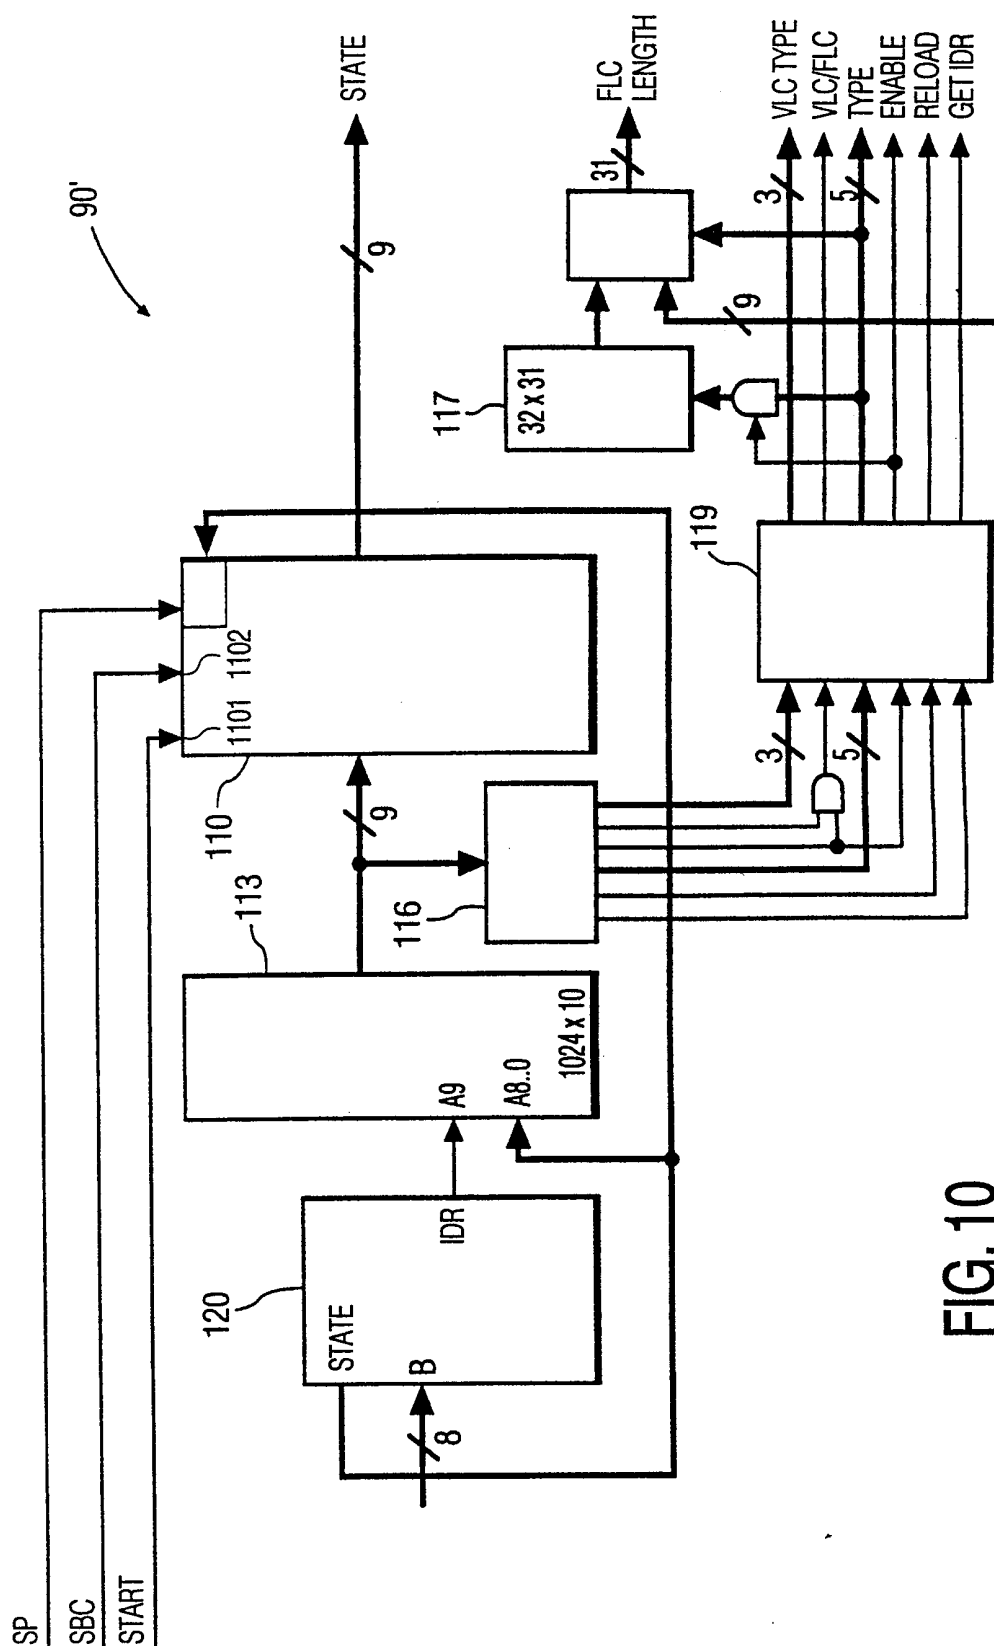 90'
SP
SBC
START
STATE
9
1101
1102
110
9
113
A9
A8..0
1024 x 10
120
STATE
B
IDR
8
116
117
32 x 31
31
FLC
LENGTH
9
119
3
5
3
5
VLC TYPE
VLC/FLC
TYPE
ENABLE
RELOAD
GET IDR
FIG. 10